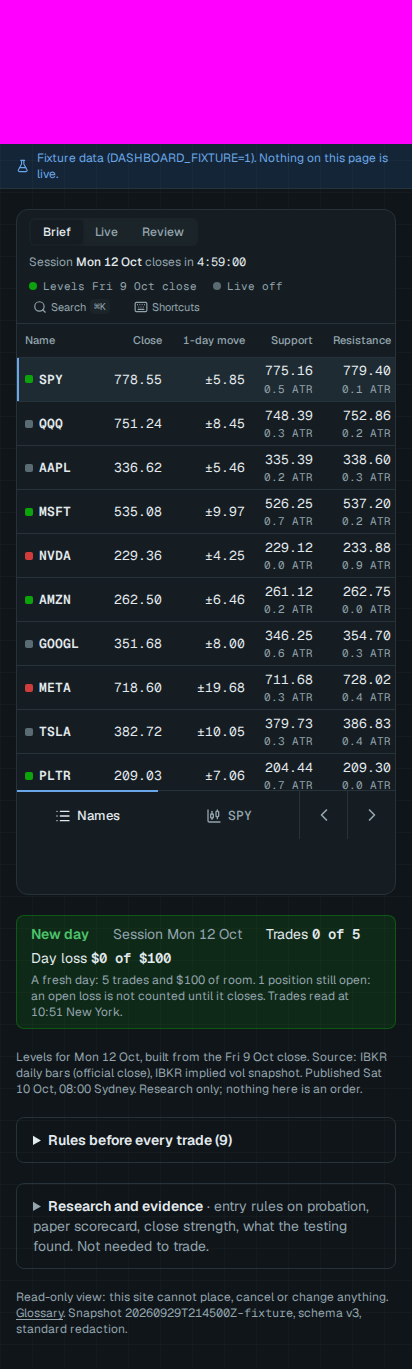 Fixture data (DASHBOARD_FIXTURE=1). Nothing on this page is
live.
Brief Live Review
Session Mon 12 Oct closes in 4:59:00
Levels Fri 9 Oct close Live off
Search ⌘K Shortcuts
Name Close 1-day move Support Resistance
SPY 778.55 ±5.85 775.16 779.40
0.5 ATR 0.1 ATR
QQQ 751.24 ±8.45 748.39 752.86
0.3 ATR 0.2 ATR
AAPL 336.62 ±5.46 335.39 338.60
0.2 ATR 0.3 ATR
MSFT 535.08 ±9.97 526.25 537.20
0.7 ATR 0.2 ATR
NVDA 229.36 ±4.25 229.12 233.88
0.0 ATR 0.9 ATR
AMZN 262.50 ±6.46 261.12 262.75
0.2 ATR 0.0 ATR
GOOGL 351.68 ±8.00 346.25 354.70
0.6 ATR 0.3 ATR
META 718.60 ±19.68 711.68 728.02
0.3 ATR 0.4 ATR
TSLA 382.72 ±10.05 379.73 386.83
0.3 ATR 0.4 ATR
PLTR 209.03 ±7.06 204.44 209.30
0.7 ATR 0.0 ATR
Names SPY
New day Session Mon 12 Oct Trades 0 of 5
Day loss $0 of $100
A fresh day: 5 trades and $100 of room. 1 position still open:
an open loss is not counted until it closes. Trades read at
10:51 New York.
Levels for Mon 12 Oct, built from the Fri 9 Oct close. Source: IBKR
daily bars (official close), IBKR implied vol snapshot. Published Sat
10 Oct, 08:00 Sydney. Research only; nothing here is an order.
Rules before every trade (9)
Research and evidence · entry rules on probation,
paper scorecard, close strength, what the testing
found. Not needed to trade.
Read-only view: this site cannot place, cancel or change anything.
Glossary. Snapshot 20260929T214500Z-fixture, schema v3,
standard redaction.